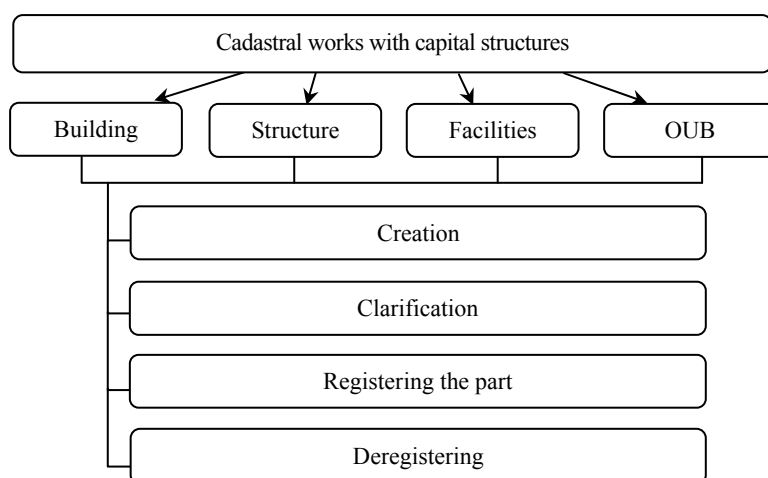 Cadastral works with capital structures
Building Structure Facilities OUB
Creation
Clarification
Registering the part
Deregistering